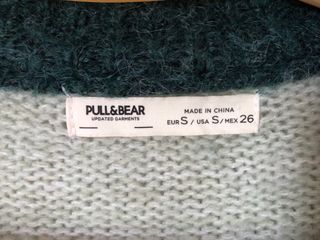 PULL&BEAR
UPDATED GARMENTS
MADE IN CHINA
EUR S / USA S / MEX 26